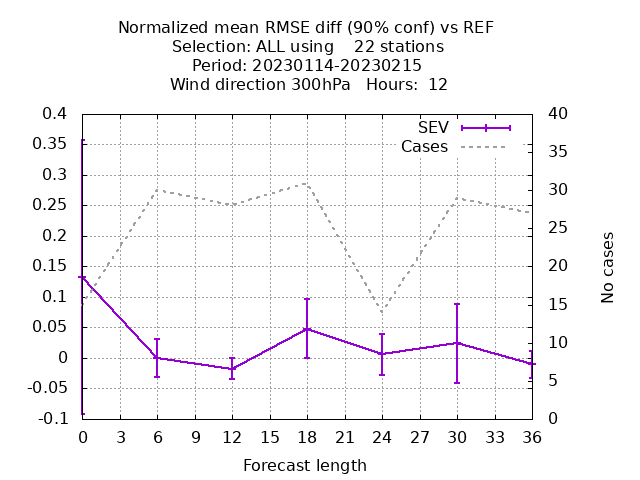 Normalized mean RMSE diff (90% conf) vs REF
Selection: ALL using    22 stations
Period: 20230114-20230215
Wind direction 300hPa   Hours:  12
SEV
Cases
0.4
0.35
0.3
0.25
0.2
0.15
0.1
0.05
0
-0.05
-0.1
40
35
30
25
20
15
10
5
0
No cases
0 3 6 9 12 15 18 21 24 27 30 33 36
Forecast length